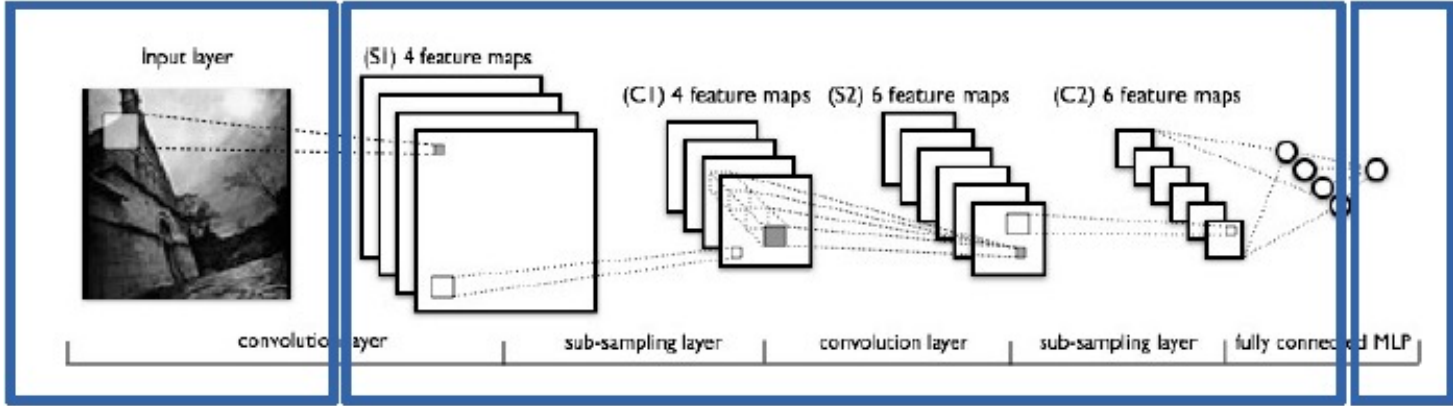 Input layer
(S1) 4 feature maps
(C1) 4 feature maps
(S2) 6 feature maps
(C2) 6 feature maps
convolution layer
sub-sampling layer
convolution layer
sub-sampling layer
fully connected MLP